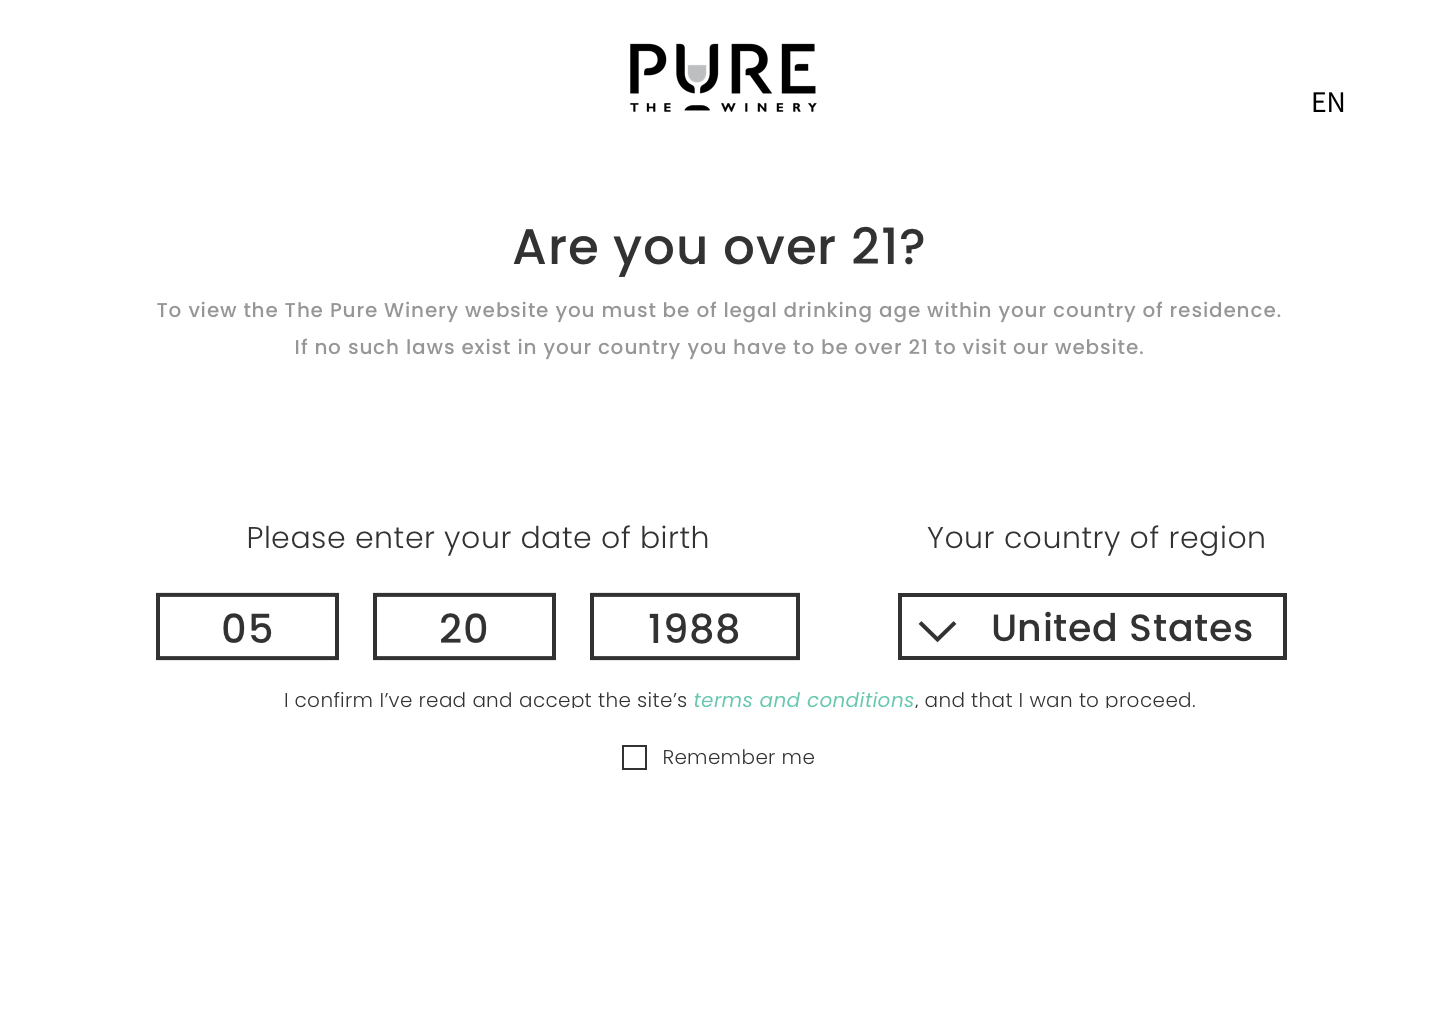 PURE
THE WINERY
EN
Are you over 21?
To view the The Pure Winery website you must be of legal drinking age within your country of residence.
If no such laws exist in your country you have to be over 21 to visit our website.
Please enter your date of birth
Your country of region
05 20 1988 United States
I confirm I’ve read and accept the site’s terms and conditions, and that I wan to proceed.
Remember me